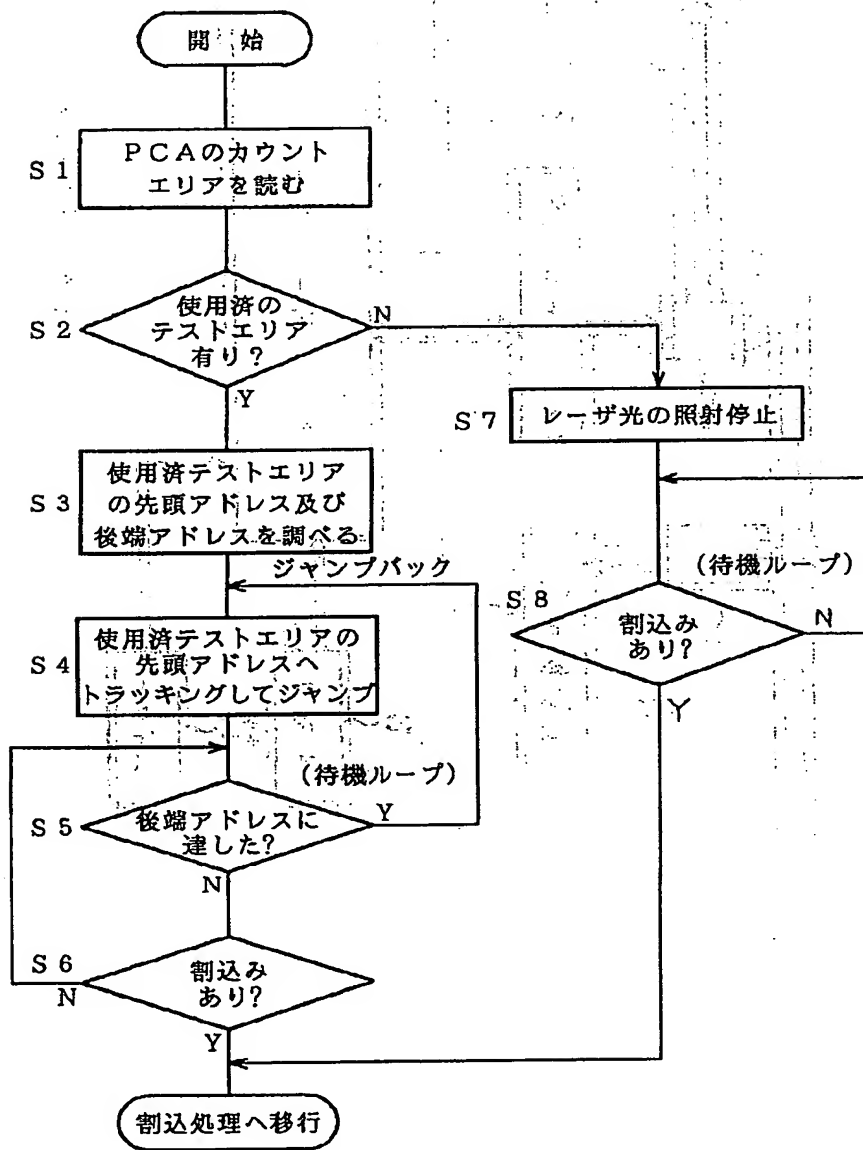 開 始
S1
PCAのカウント
エリアを読む
S2
使用済の
テストエリア
有り?
N
Y
S7
レーザ光の照射停止
S3
使用済テストエリア
の先頭アドレス及び
後端アドレスを調べる
ジャンプバック
(待機ループ)
S8
割込み
あり?
N
Y
S4
使用済テストエリアの
先頭アドレスへ
トラッキングしてジャンプ
(待機ループ)
S5
後端アドレスに
達した?
Y
N
S6
割込み
あり?
N
Y
割込処理へ移行